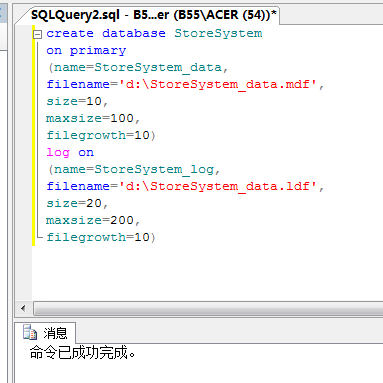 SQLQuery2.sql - B5...er (B55\ACER (54))*
create database StoreSystem
on primary
(name=StoreSystem_data,
filename='d:\StoreSystem_data.mdf',
size=10,
maxsize=100,
filegrowth=10)
log on
(name=StoreSystem_log,
filename='d:\StoreSystem_data.ldf',
size=20,
maxsize=200,
filegrowth=10)
消息
命令已成功完成。